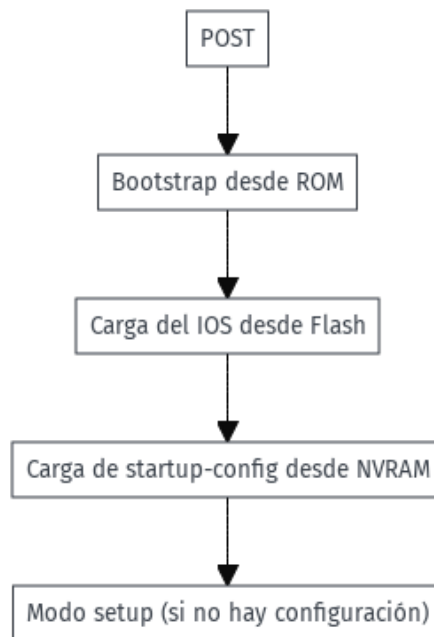 POST
Bootstrap desde ROM
Carga del IOS desde Flash
Carga de startup-config desde NVRAM
Modo setup (si no hay configuración)